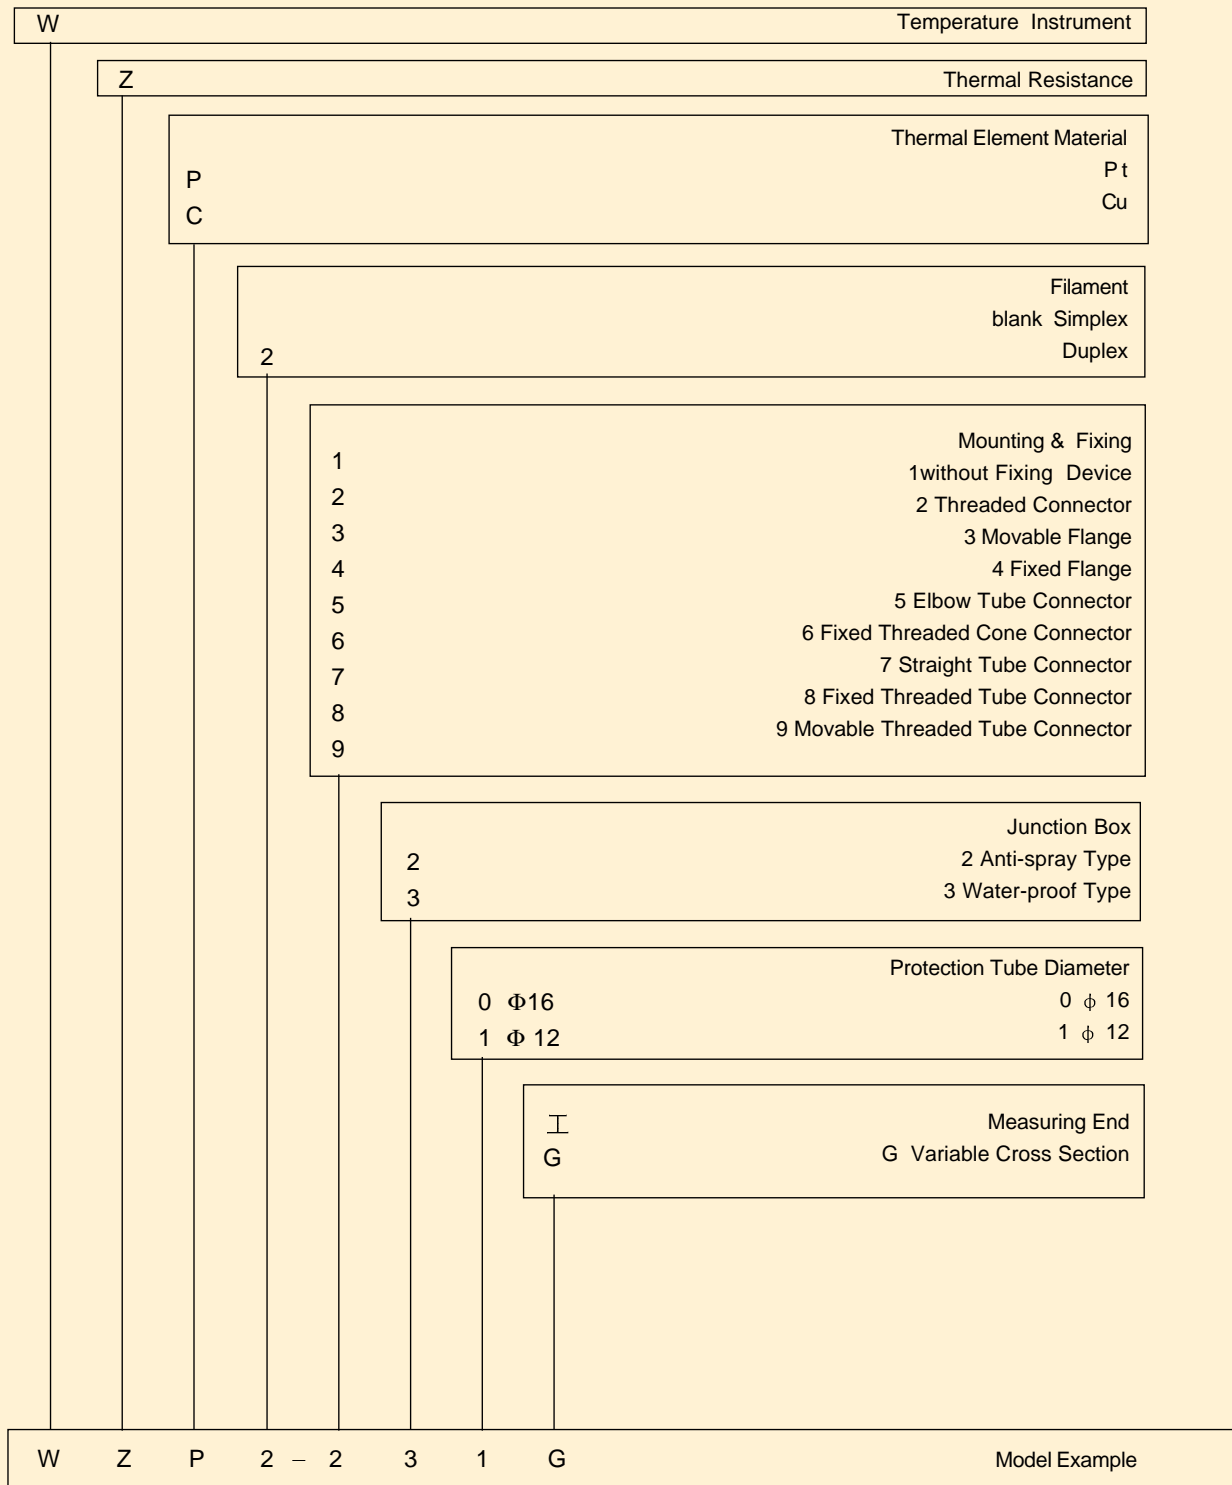 W Temperature Instrument
Z Thermal Resistance
Thermal Element Material
P Pt
C Cu
Filament
blank Simplex
2 Duplex
Mounting & Fixing
1 1without Fixing Device
2 2 Threaded Connector
3 3 Movable Flange
4 4 Fixed Flange
5 5 Elbow Tube Connector
6 6 Fixed Threaded Cone Connector
7 7 Straight Tube Connector
8 8 Fixed Threaded Tube Connector
9 9 Movable Threaded Tube Connector
Junction Box
2 2 Anti-spray Type
3 3 Water-proof Type
Protection Tube Diameter
0 Φ16 0 ϕ 16
1 Φ 12 1 ϕ 12
工 Measuring End
G G Variable Cross Section
W Z P 2 – 2 3 1 G Model Example